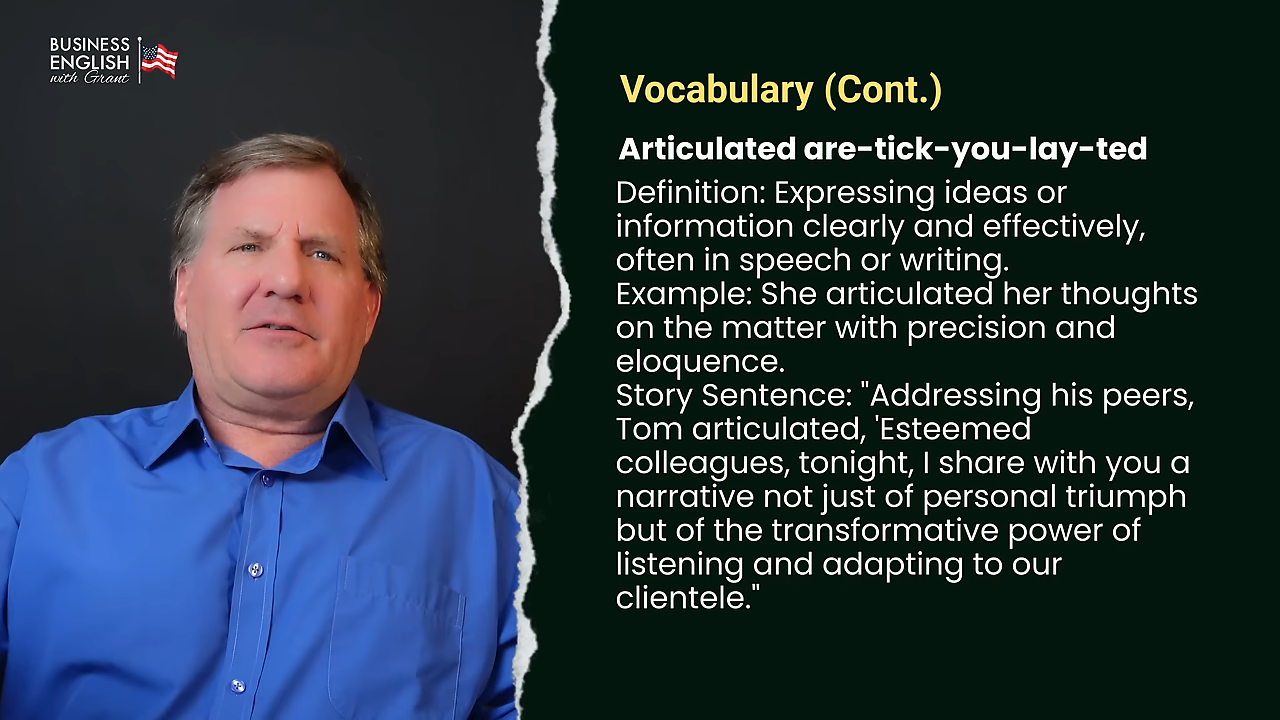 BUSINESS
ENGLISH
with Grant
Vocabulary (Cont.)
Articulated are-tick-you-lay-ted
Definition: Expressing ideas or
information clearly and effectively,
often in speech or writing.
Example: She articulated her thoughts
on the matter with precision and
eloquence.
Story Sentence: "Addressing his peers,
Tom articulated, 'Esteemed
colleagues, tonight, I share with you a
narrative not just of personal triumph
but of the transformative power of
listening and adapting to our
clientele."